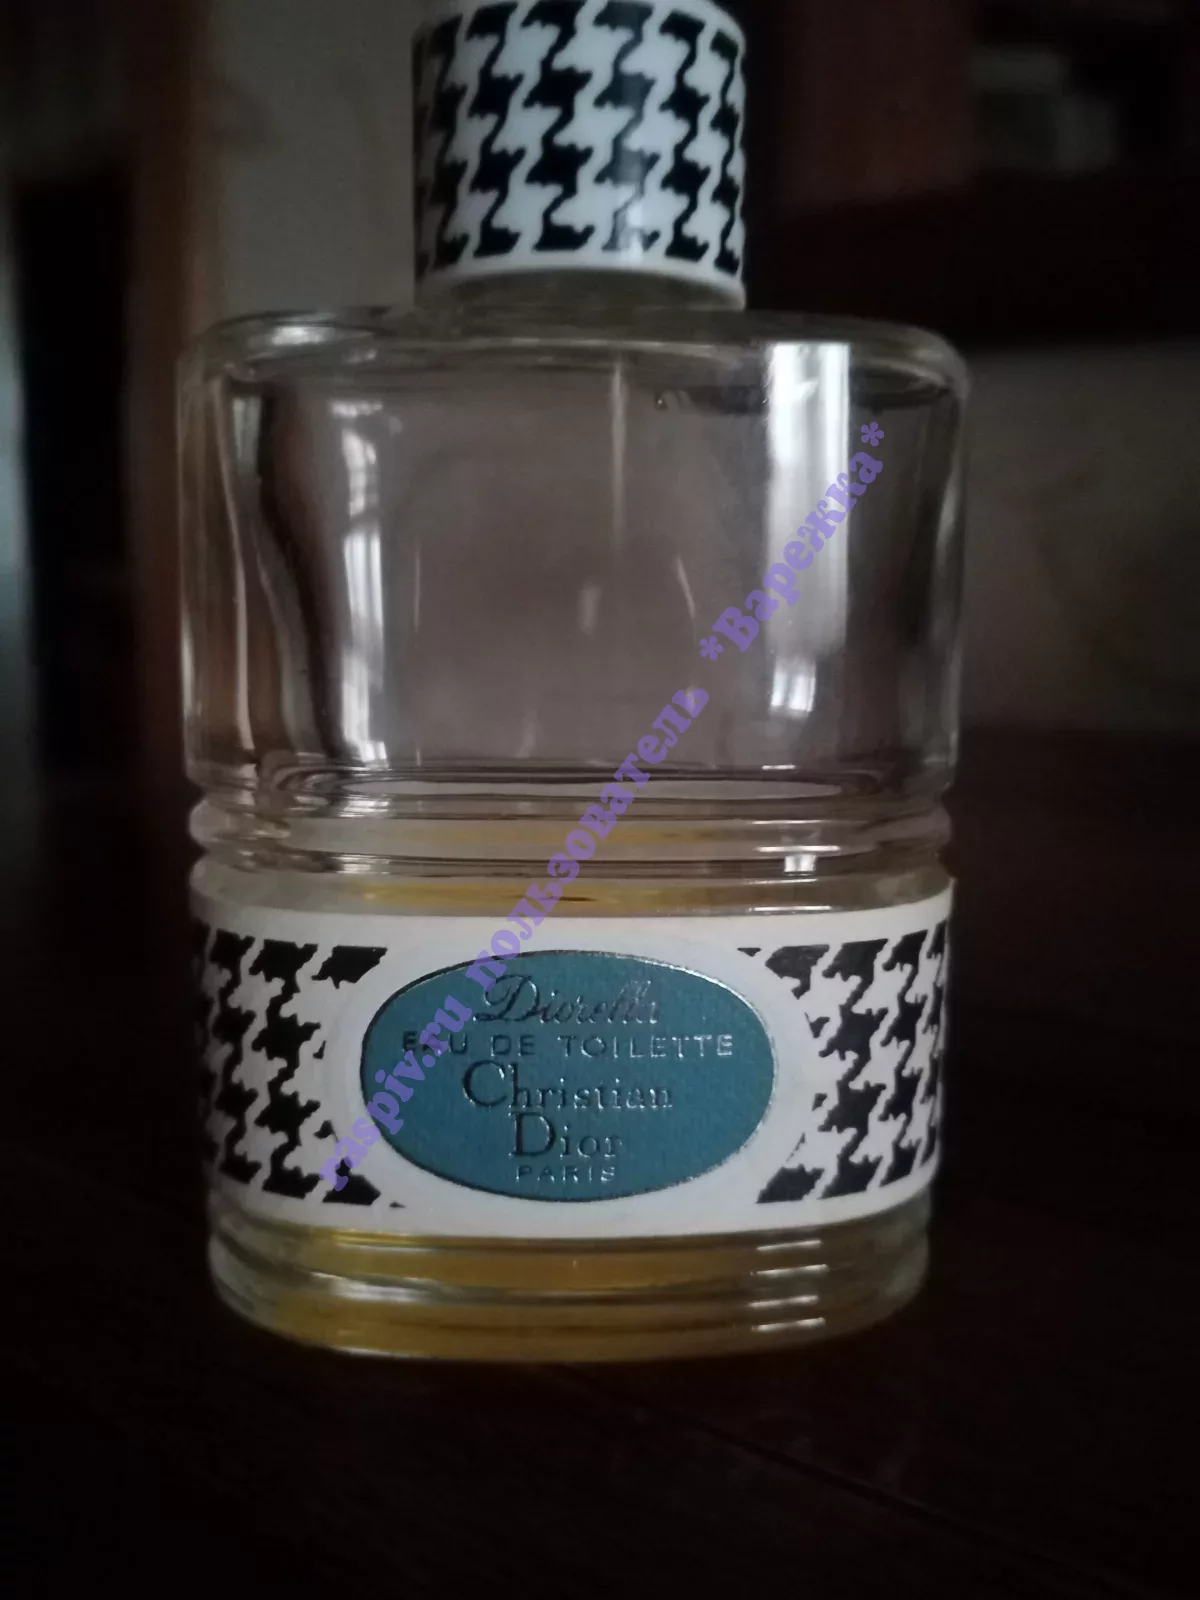 Diorella
EAU DE TOILETTE
Christian
Dior
PARIS
raspiv.ru пользователь *Варежка*